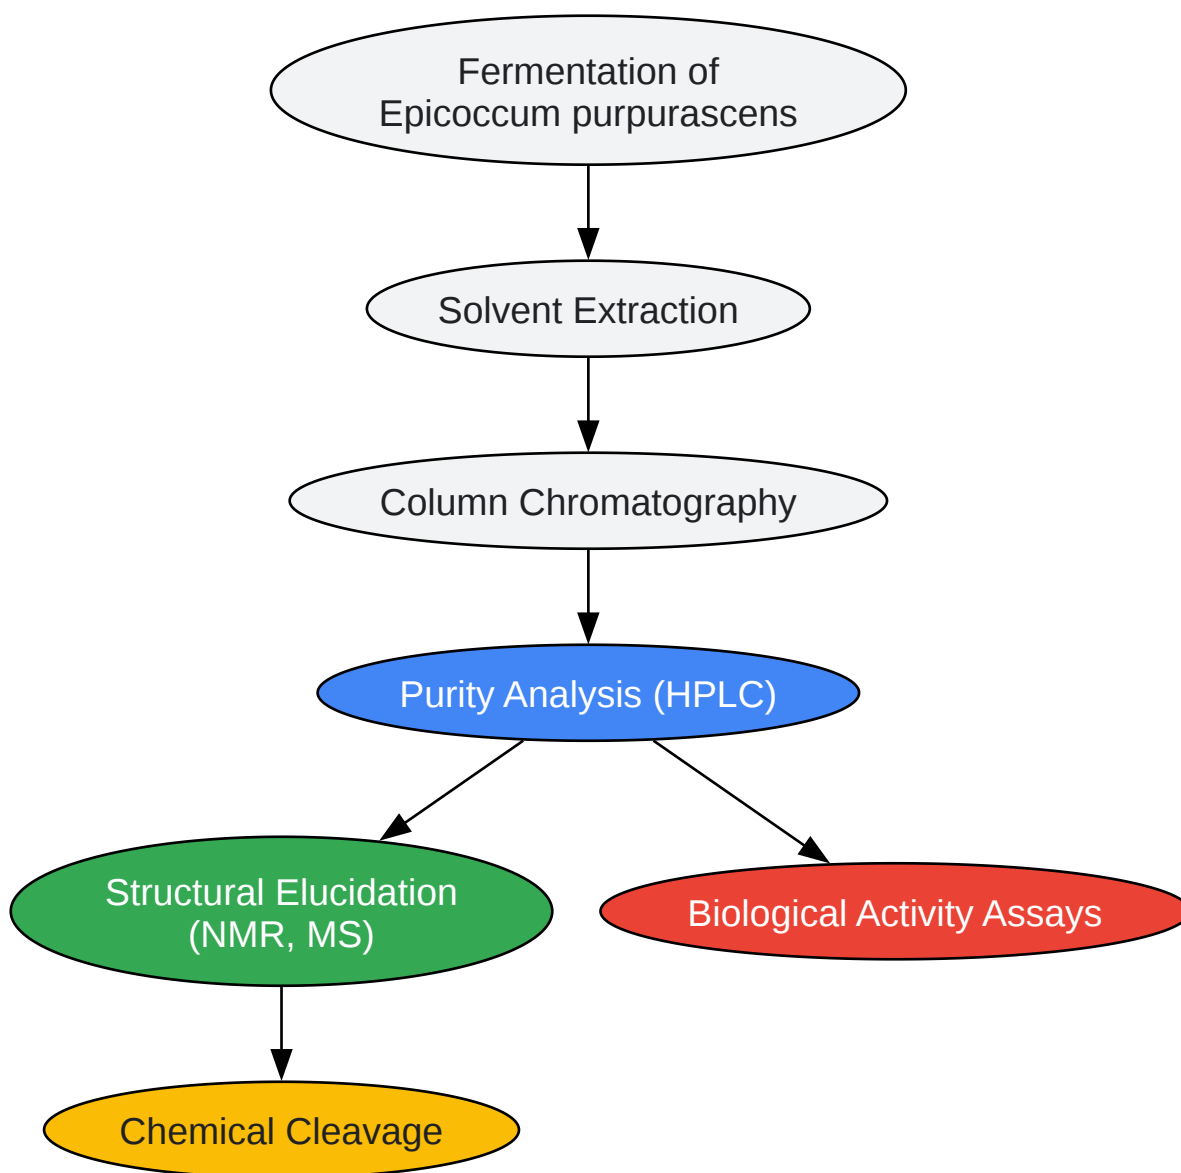 Fermentation of
Epicoccum purpurascens
Solvent Extraction
Column Chromatography
Purity Analysis (HPLC)
Structural Elucidation
(NMR, MS)
Biological Activity Assays
Chemical Cleavage